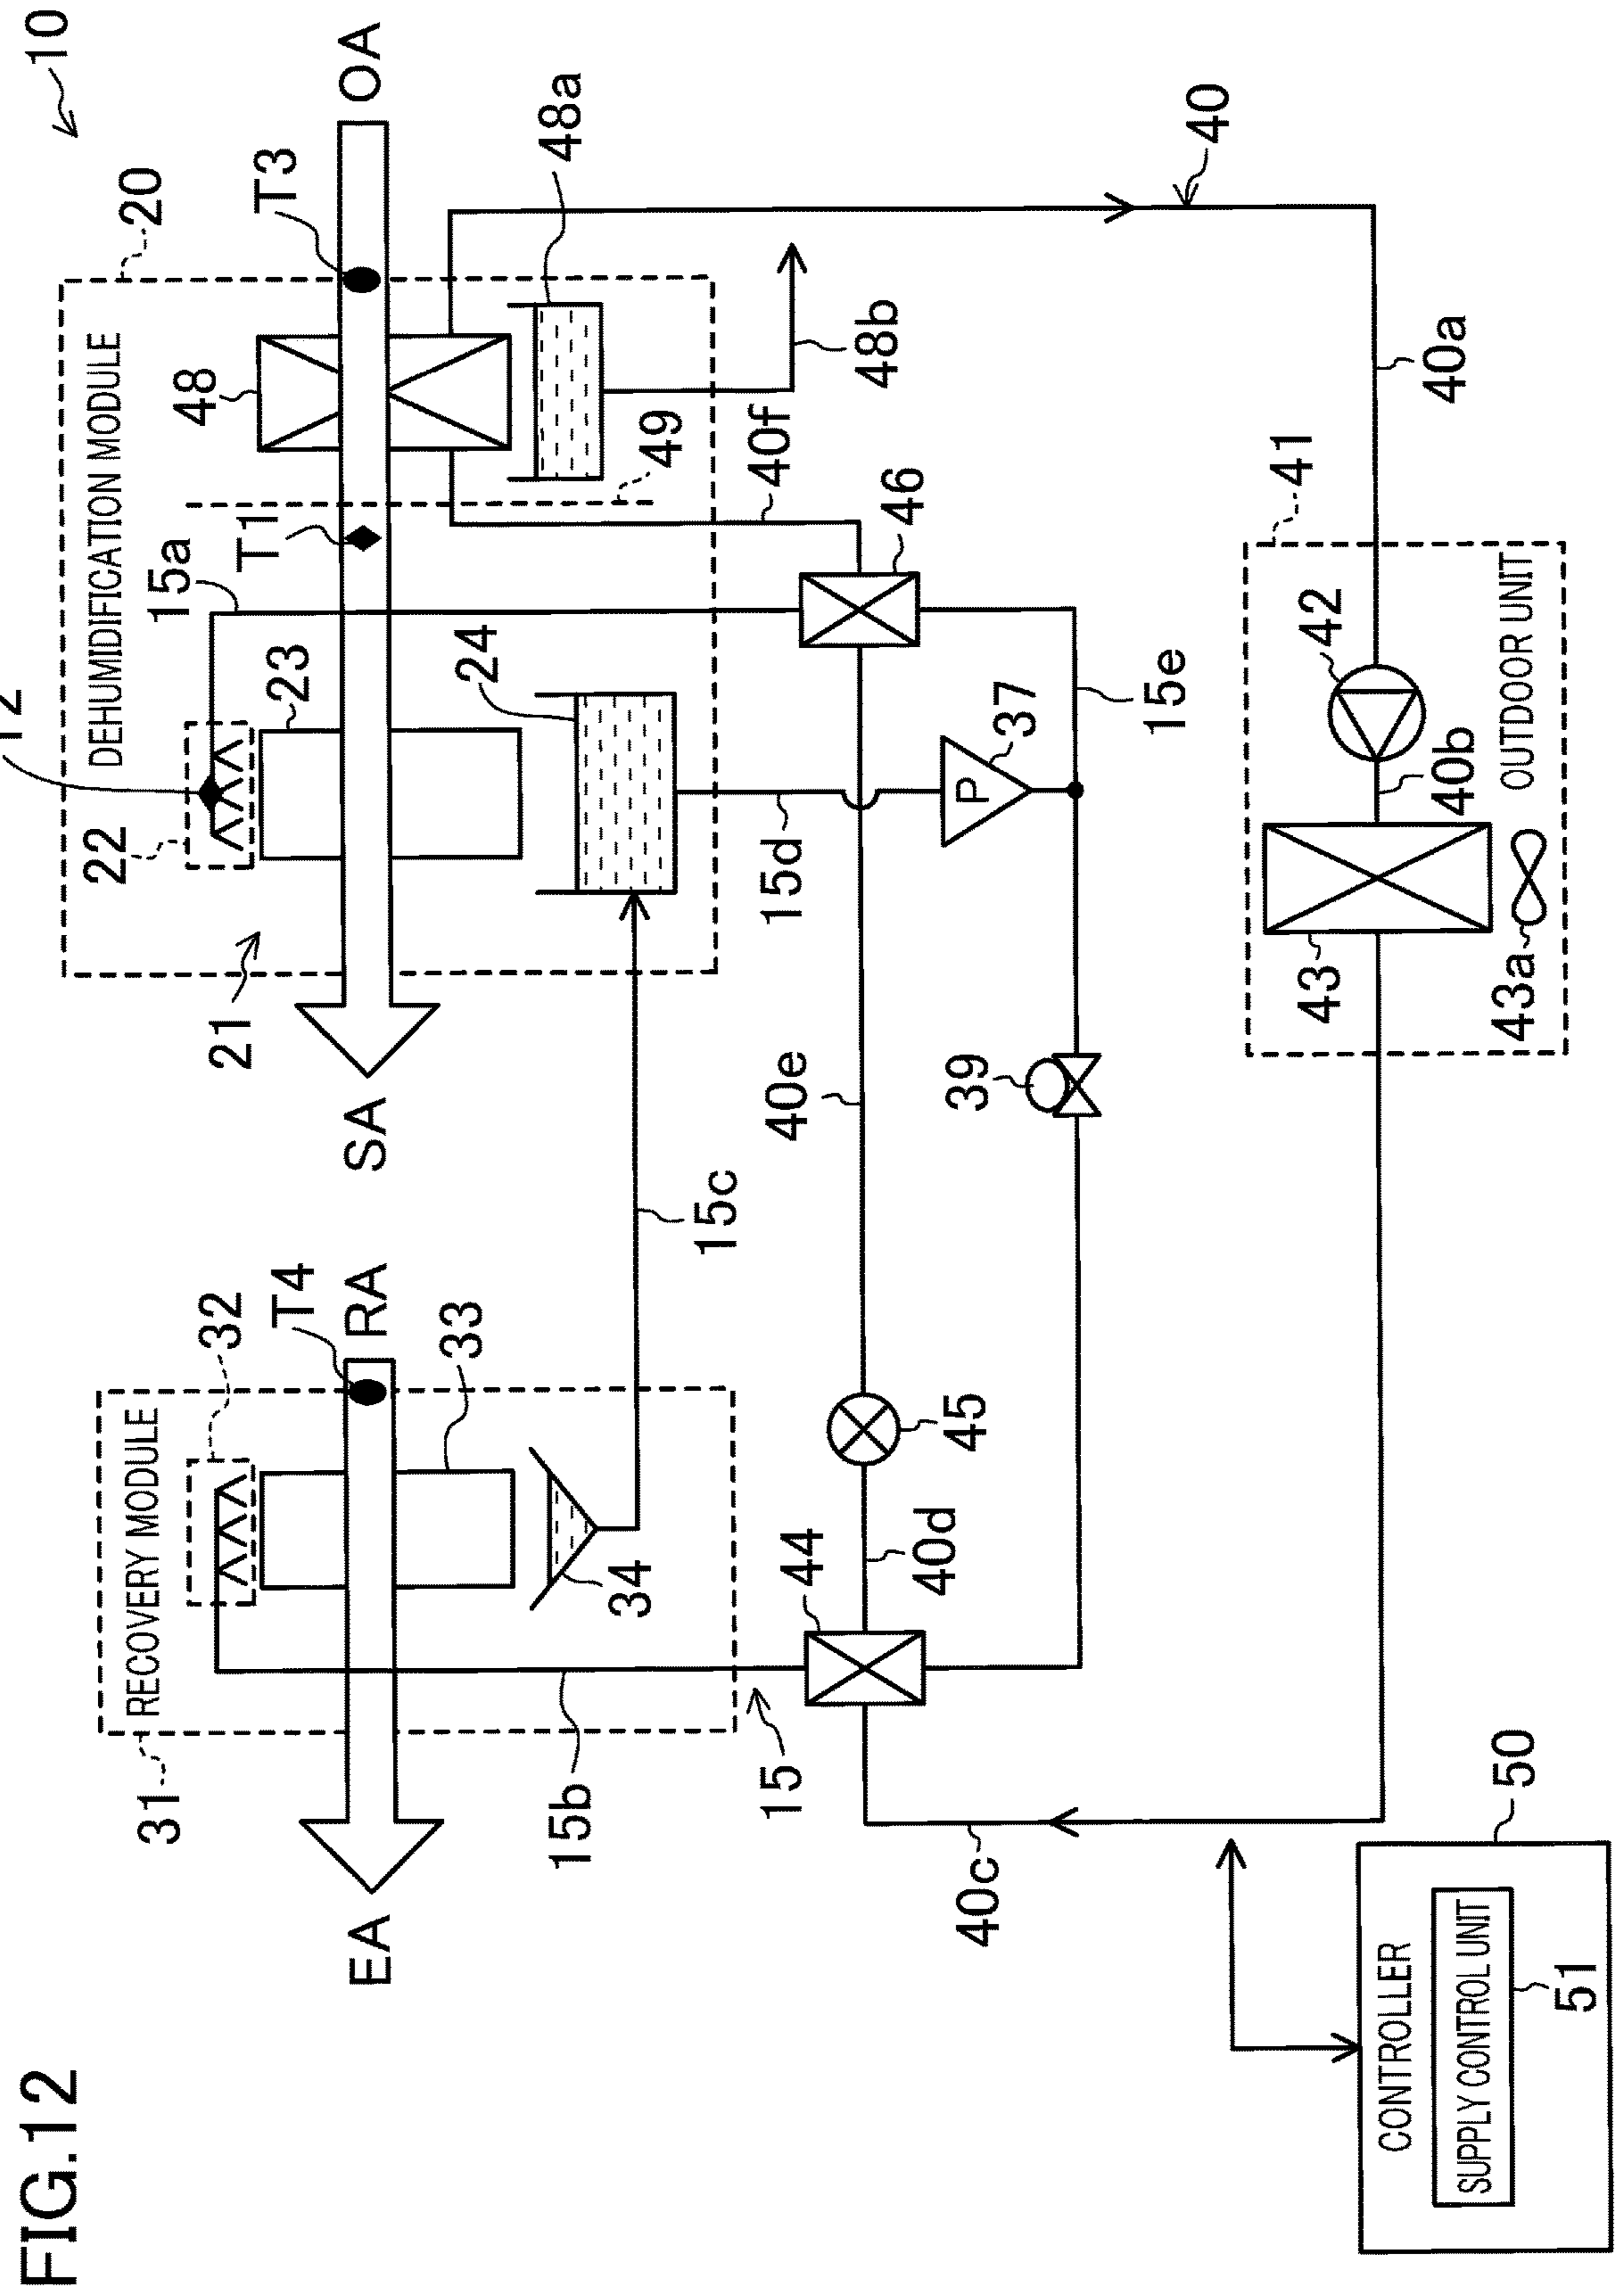 FIG.12
10
31
RECOVERY MODULE
32
T4
EA
RA
33
34
15b
15
15c
21
22
DEHUMIDIFICATION MODULE
20
23
15a
48
T1
T3
SA
OA
24
48a
49
48b
40f
15d
40e
46
44
40d
45
39
37
15e
40
40c
41
43
42
40a
40b
43a
OUTDOOR UNIT
50
CONTROLLER
SUPPLY CONTROL UNIT
51
P